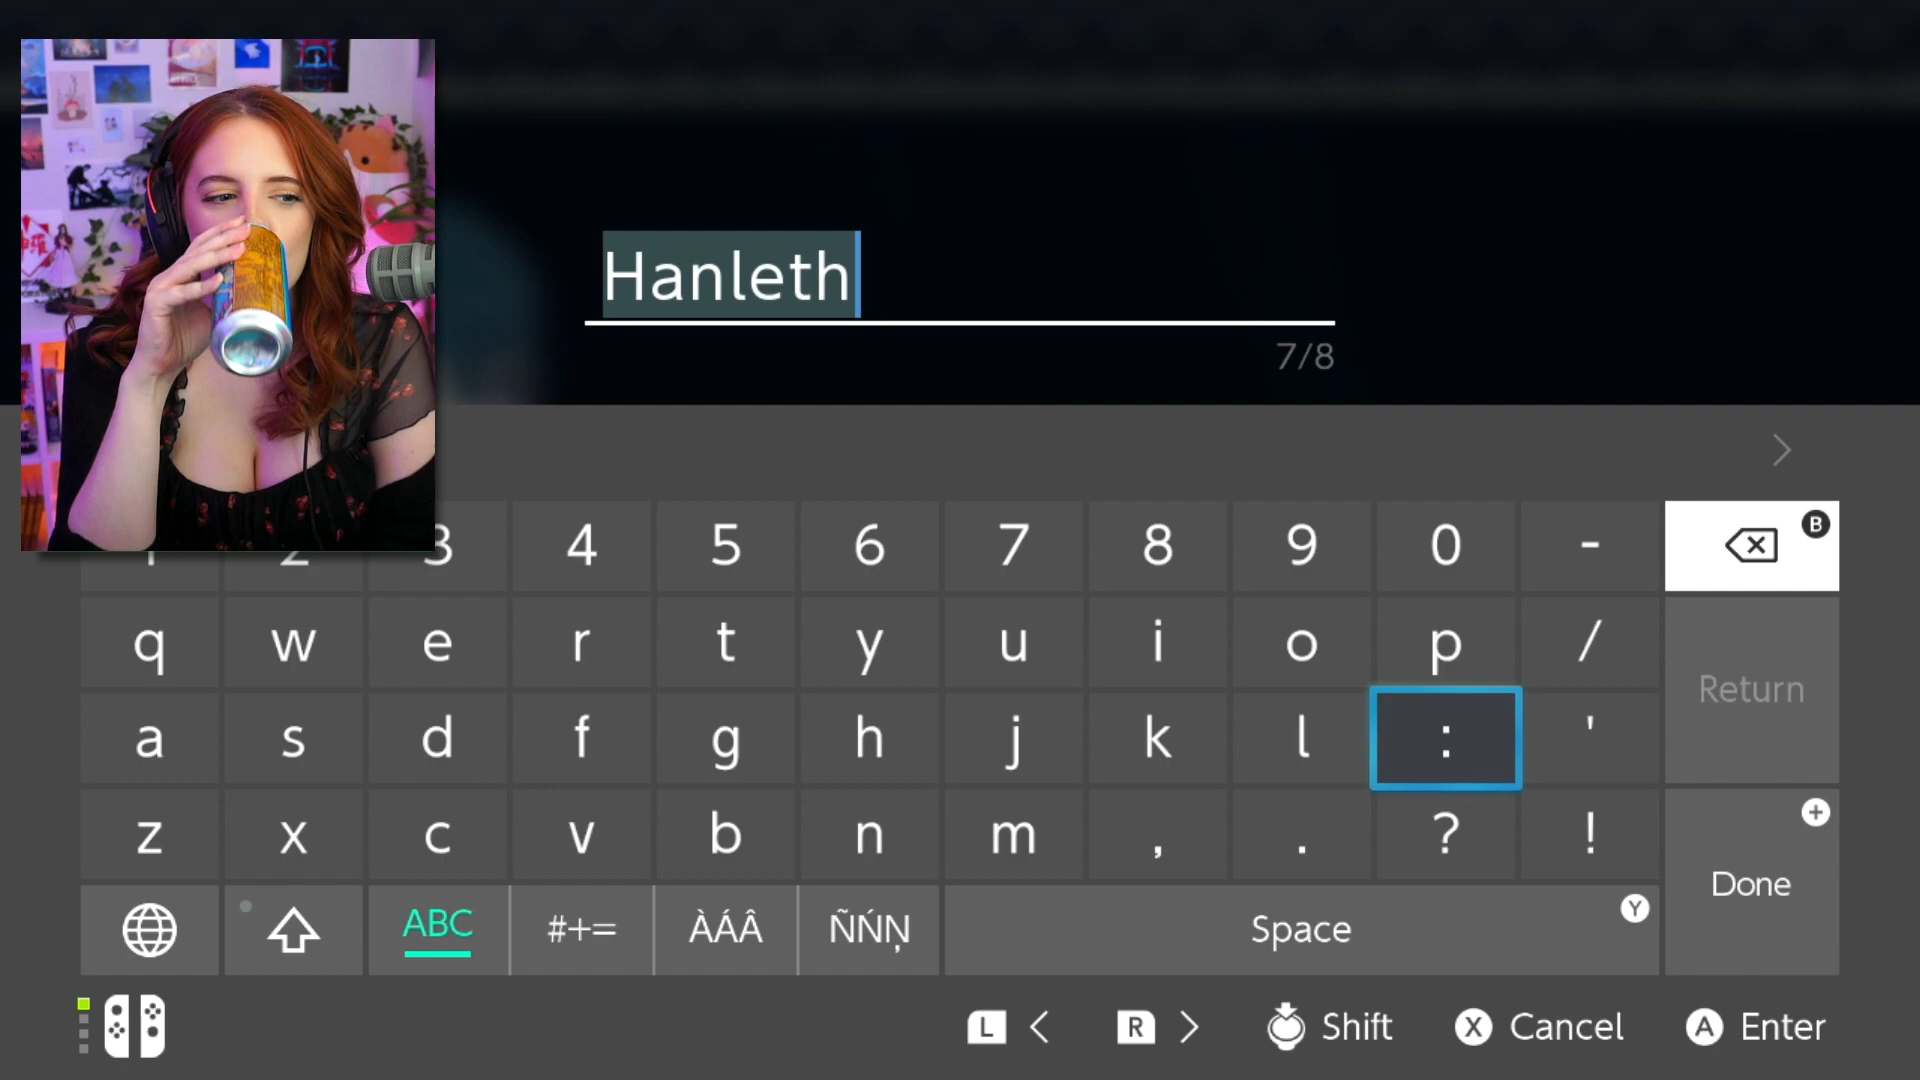 Hanleth
7/8
3 4 5 6 7 8 9 0 - B
q w e r t y u i o p / Return
a s d f g h j k l : '
z x c v b n m , . ? ! + Done
ABC #+= ÀÁÂ ÑŃŅ Space Y
L < R > Shift X Cancel A Enter